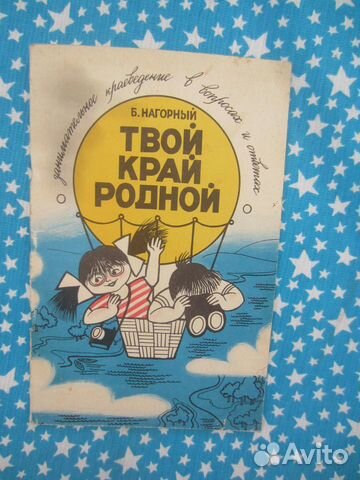 занимательное краеведение в вопросах и ответах
Б. НАГОРНЫЙ
ТВОЙ
КРАЙ
РОДНОЙ
Avito